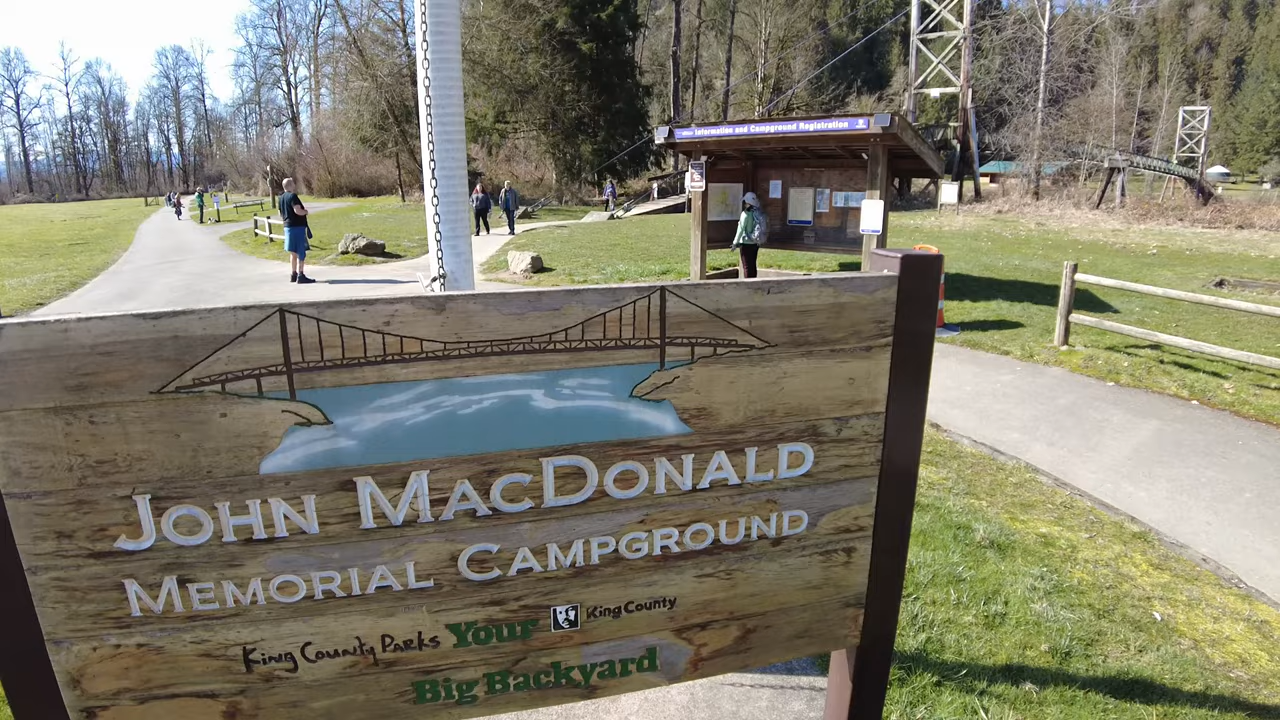 Information and Campground Registration
JOHN MACDONALD
MEMORIAL CAMPGROUND
King County Parks Your King County
Big Backyard